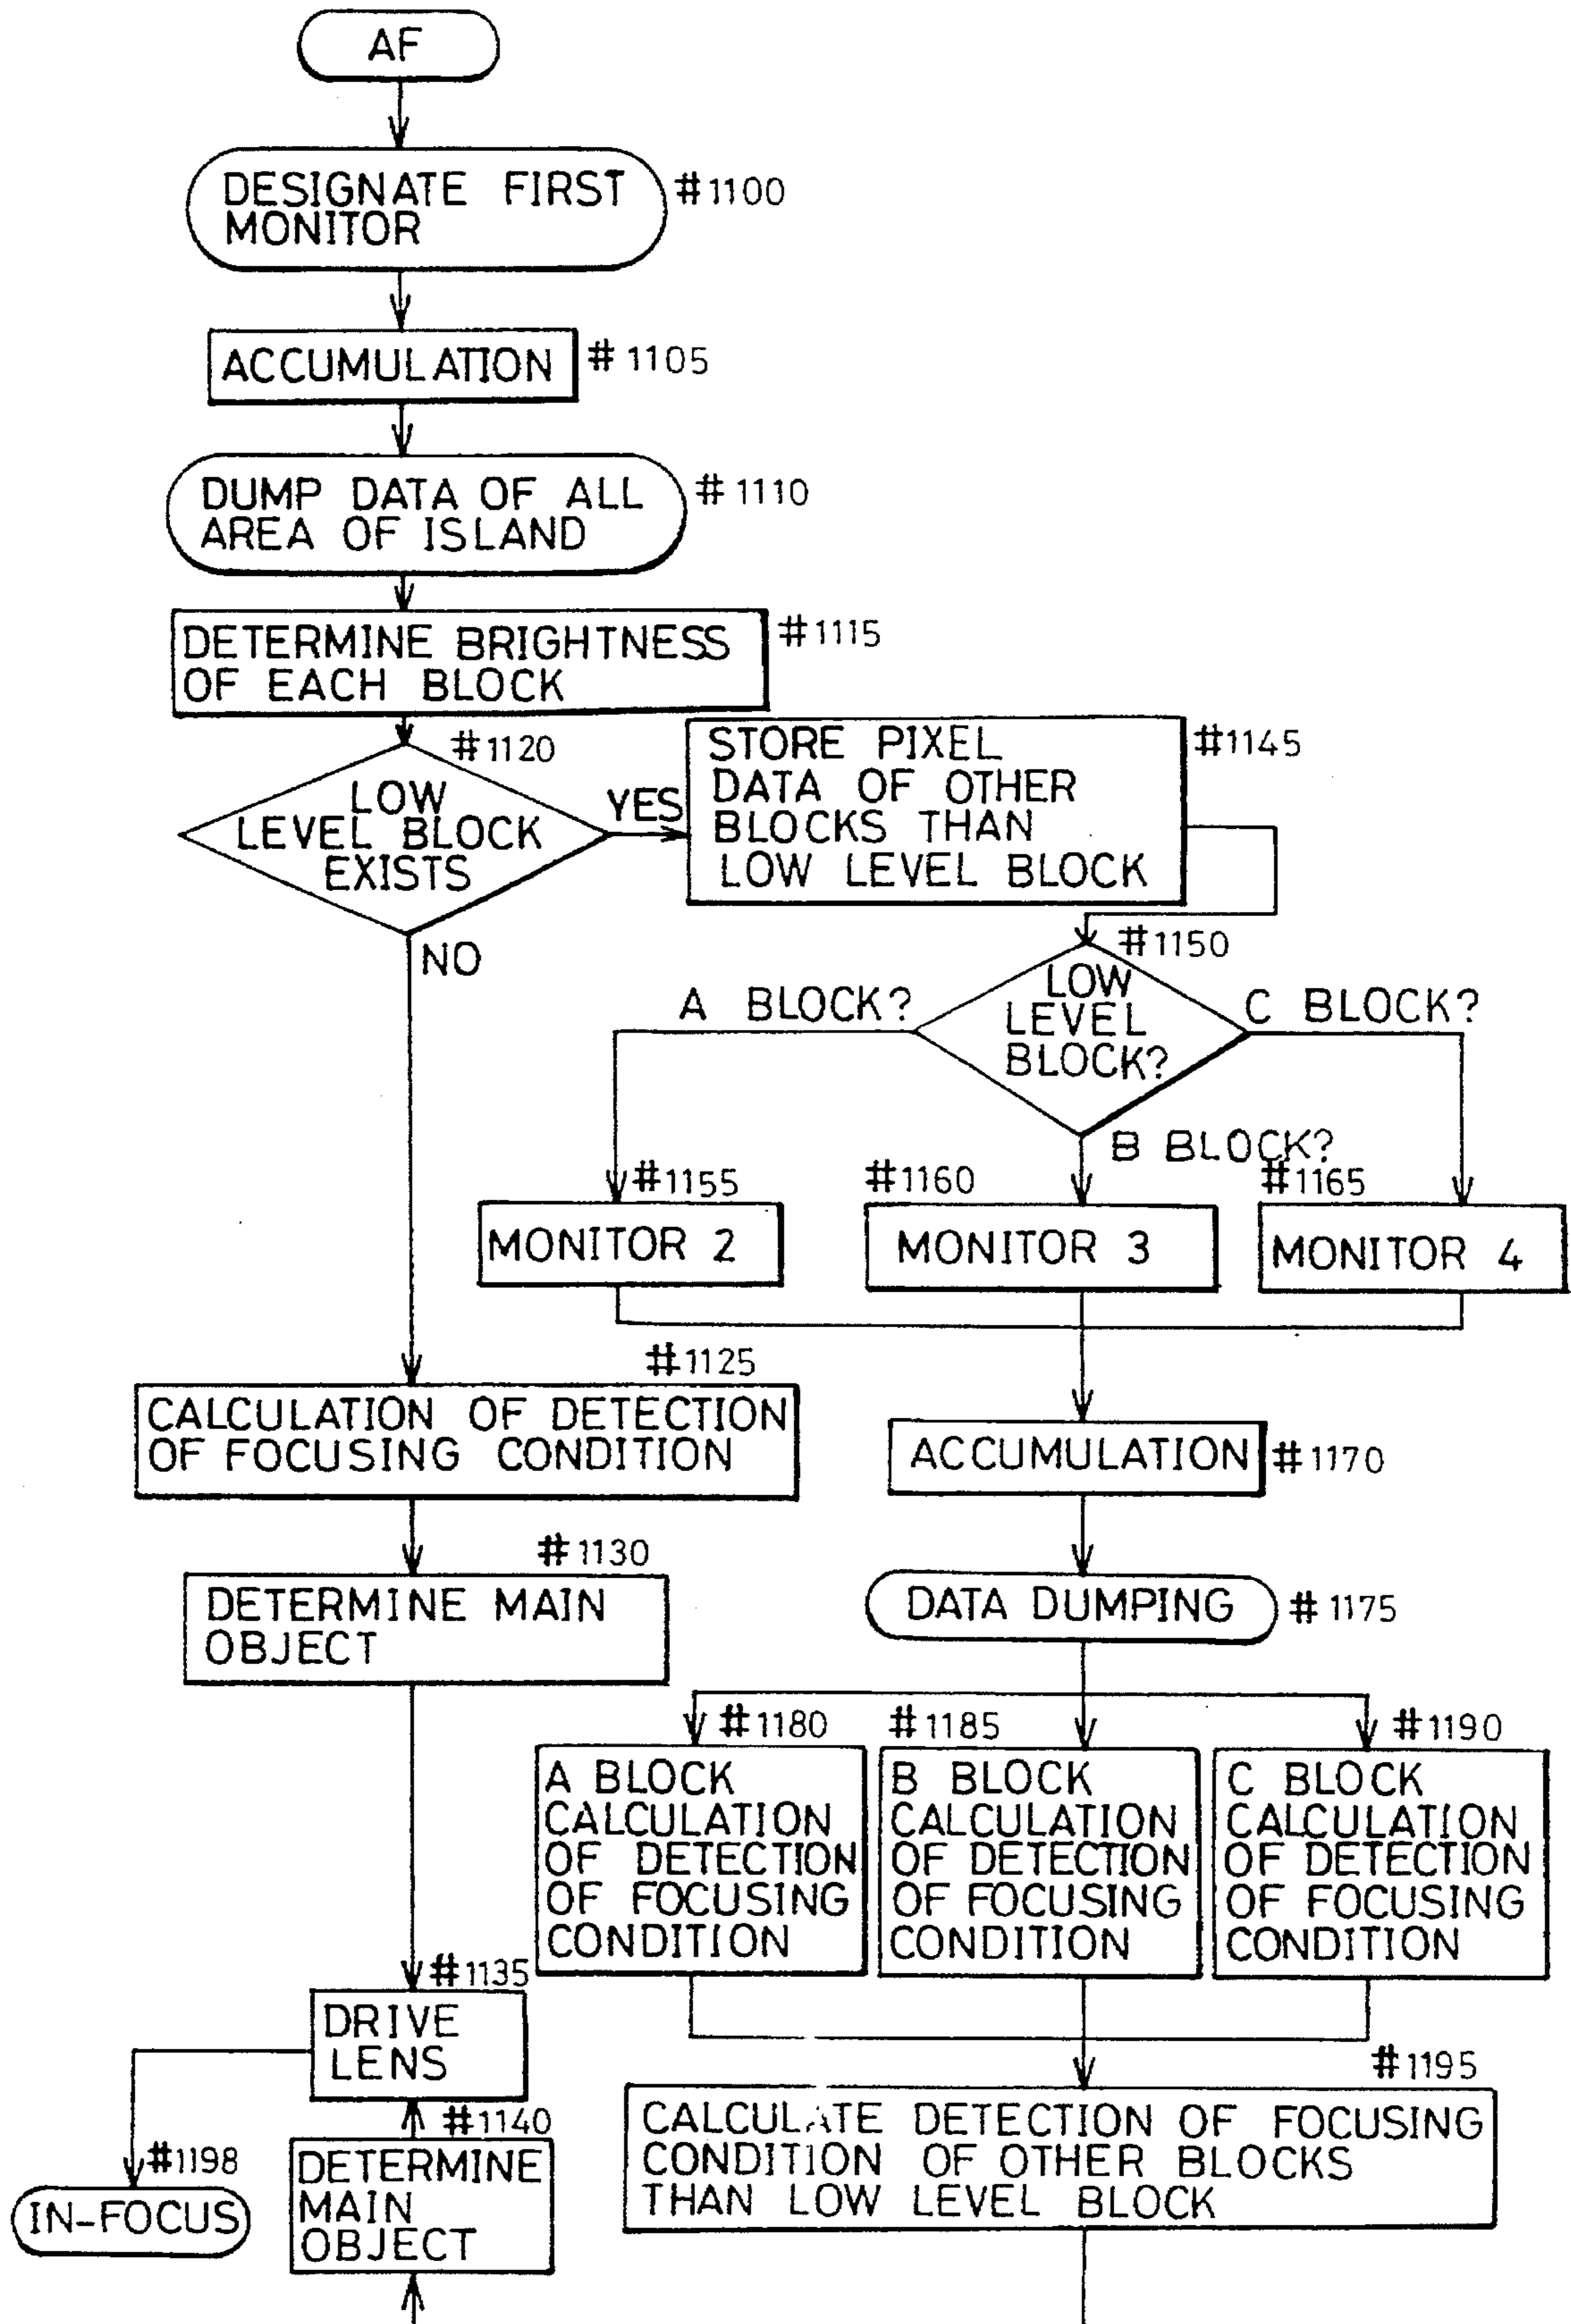 AF
DESIGNATE FIRST
MONITOR
#1100
ACCUMULATION
#1105
DUMP DATA OF ALL
AREA OF ISLAND
#1110
DETERMINE BRIGHTNESS
OF EACH BLOCK
#1115
#1120
LOW
LEVEL BLOCK
EXISTS
YES
NO
STORE PIXEL
DATA OF OTHER
BLOCKS THAN
LOW LEVEL BLOCK
#1145
#1150
LOW
LEVEL
BLOCK?
A BLOCK?
C BLOCK?
B BLOCK?
#1155
MONITOR 2
#1160
MONITOR 3
#1165
MONITOR 4
#1125
CALCULATION OF DETECTION
OF FOCUSING CONDITION
ACCUMULATION
#1170
#1130
DETERMINE MAIN
OBJECT
DATA DUMPING
#1175
#1180
A BLOCK
CALCULATION
OF DETECTION
OF FOCUSING
CONDITION
#1185
B BLOCK
CALCULATION
OF DETECTION
OF FOCUSING
CONDITION
#1190
C BLOCK
CALCULATION
OF DETECTION
OF FOCUSING
CONDITION
#1135
DRIVE
LENS
#1195
CALCULATE DETECTION OF FOCUSING
CONDITION OF OTHER BLOCKS
THAN LOW LEVEL BLOCK
#1140
DETERMINE
MAIN
OBJECT
#1198
IN-FOCUS